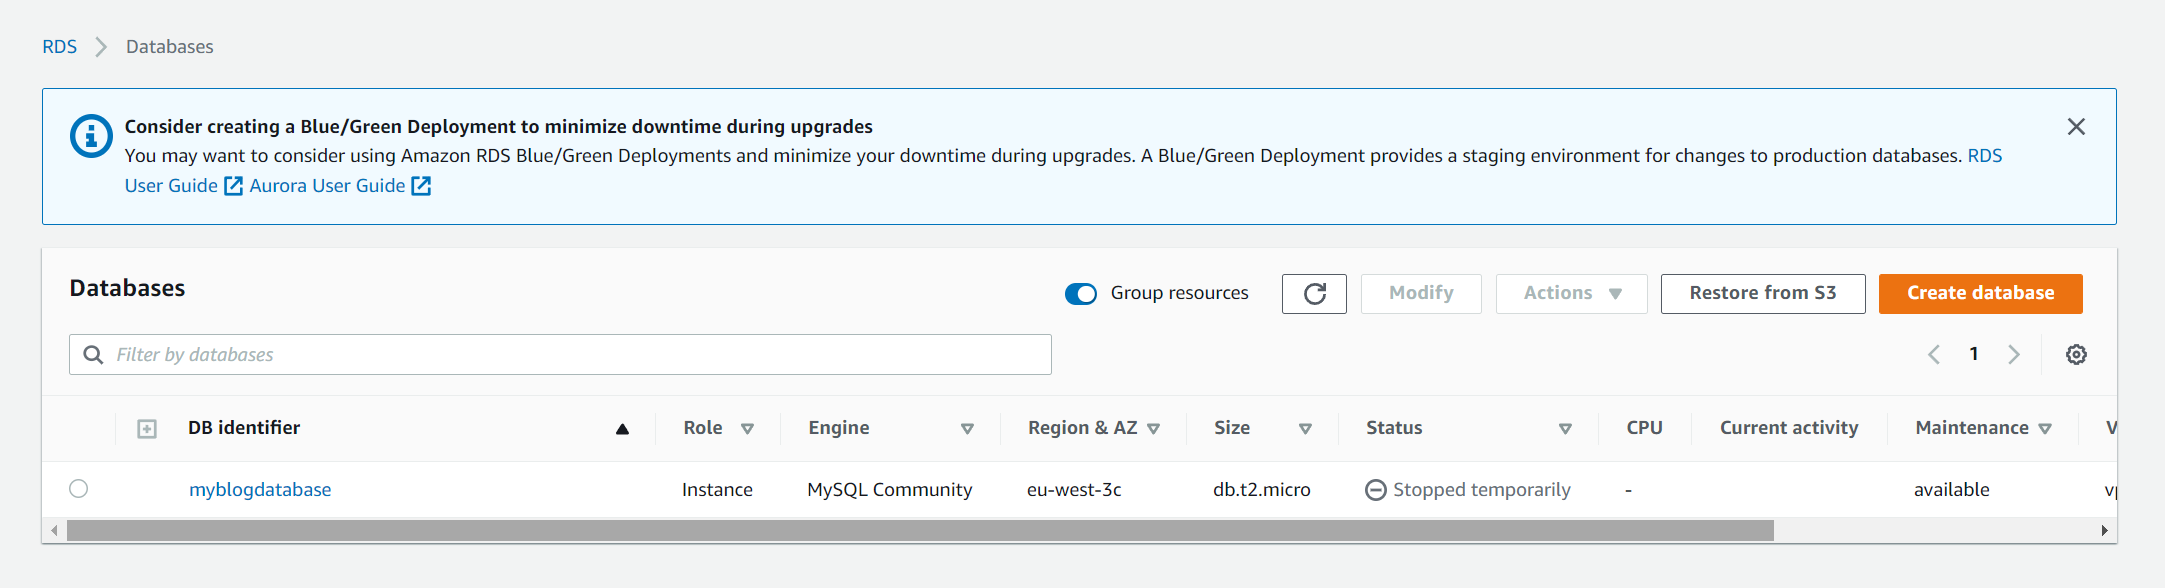 RDS > Databases
Consider creating a Blue/Green Deployment to minimize downtime during upgrades
You may want to consider using Amazon RDS Blue/Green Deployments and minimize your downtime during upgrades. A Blue/Green Deployment provides a staging environment for changes to production databases. RDS
User Guide Aurora User Guide
Databases Group resources Modify Actions Restore from S3 Create database
Filter by databases 1
DB identifier Role Engine Region & AZ Size Status CPU Current activity Maintenance
myblogdatabase Instance MySQL Community eu-west-3c db.t2.micro Stopped temporarily - available